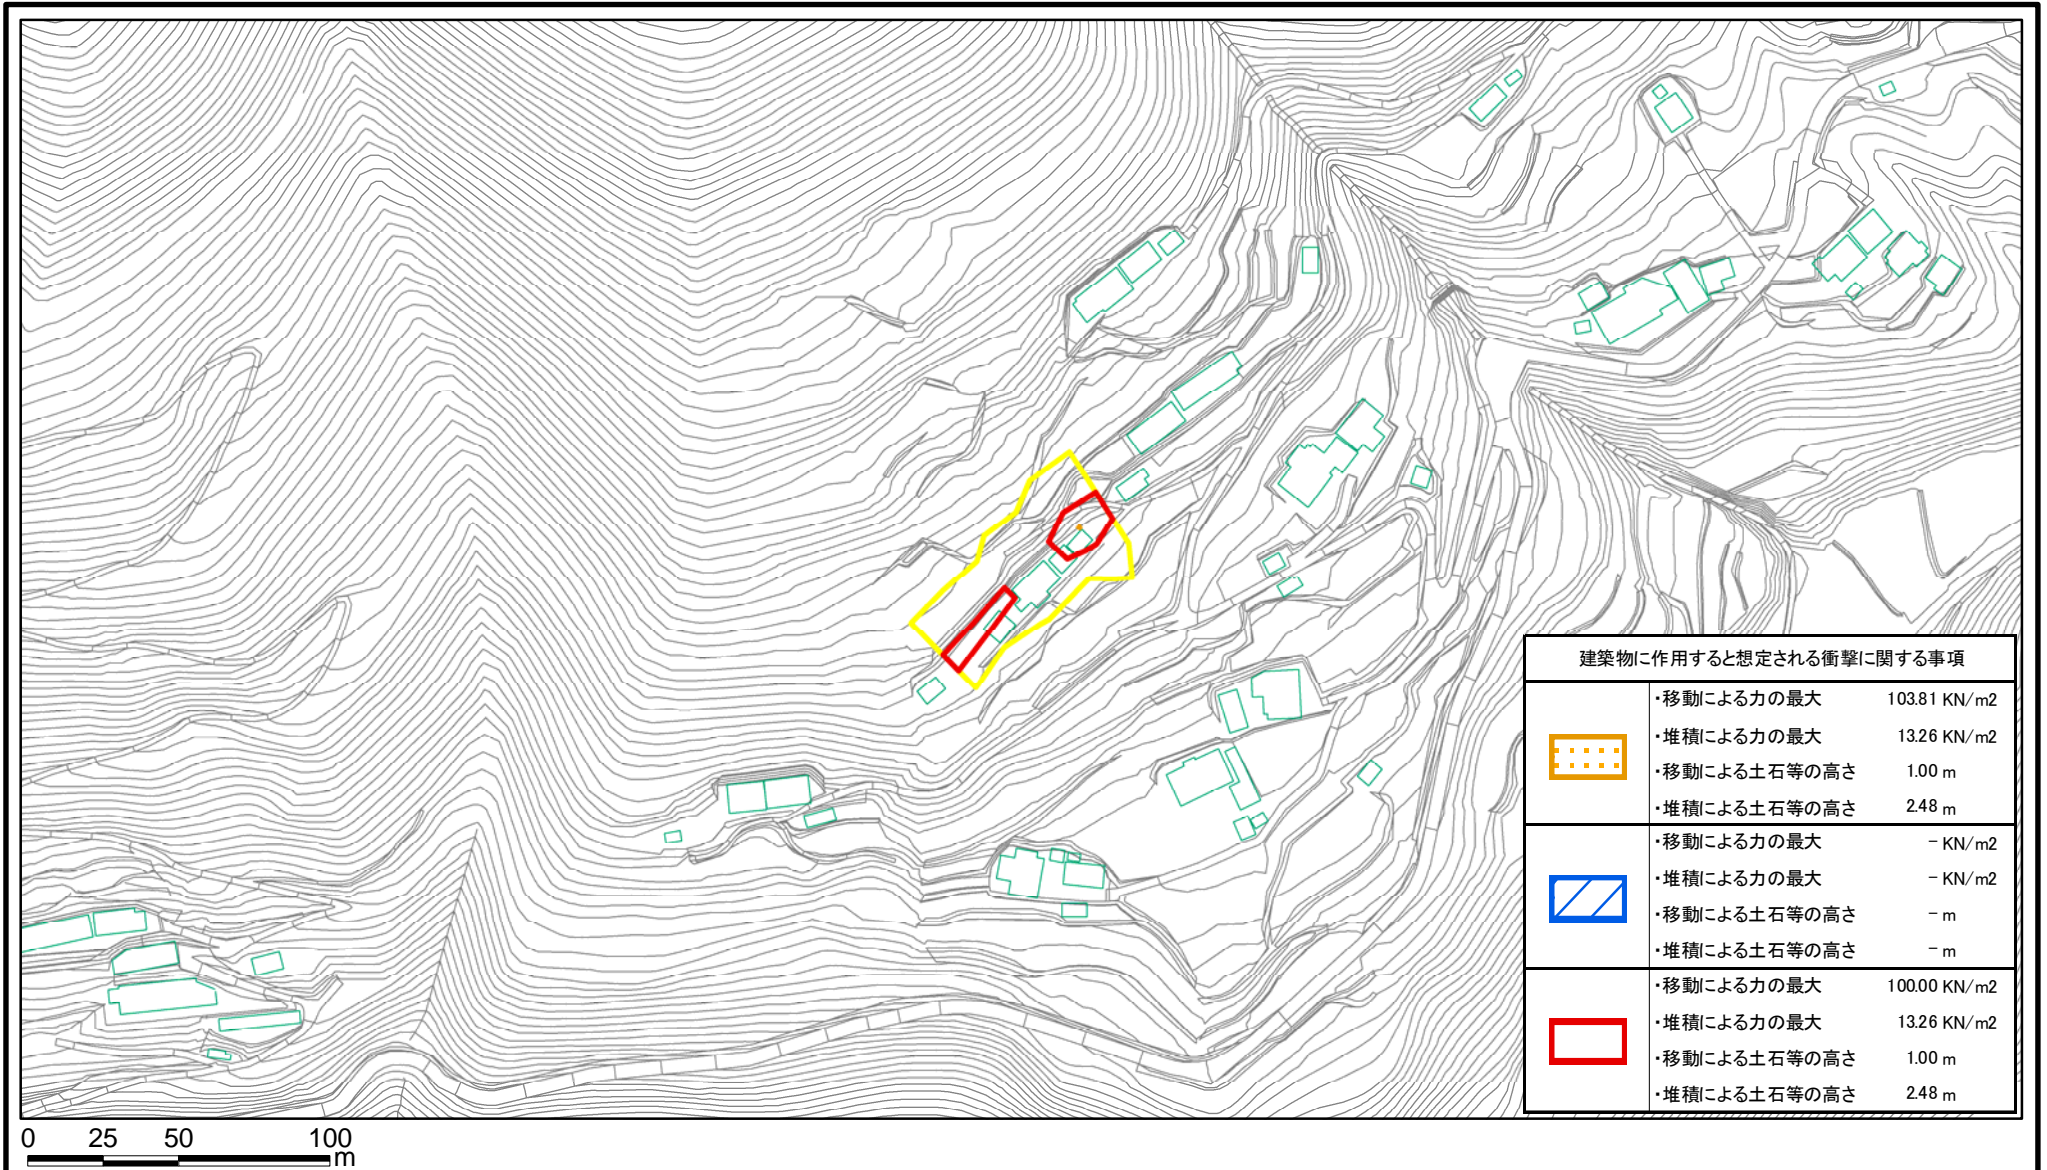 建築物に作用すると想定される衝撃に関する事項
・移動による力の最大 103.81 KN/m2
・堆積による力の最大 13.26 KN/m2
・移動による土石等の高さ 1.00 m
・堆積による土石等の高さ 2.48 m
・移動による力の最大 － KN/m2
・堆積による力の最大 － KN/m2
・移動による土石等の高さ － m
・堆積による土石等の高さ － m
・移動による力の最大 100.00 KN/m2
・堆積による力の最大 13.26 KN/m2
・移動による土石等の高さ 1.00 m
・堆積による土石等の高さ 2.48 m
0 25 50 100
m